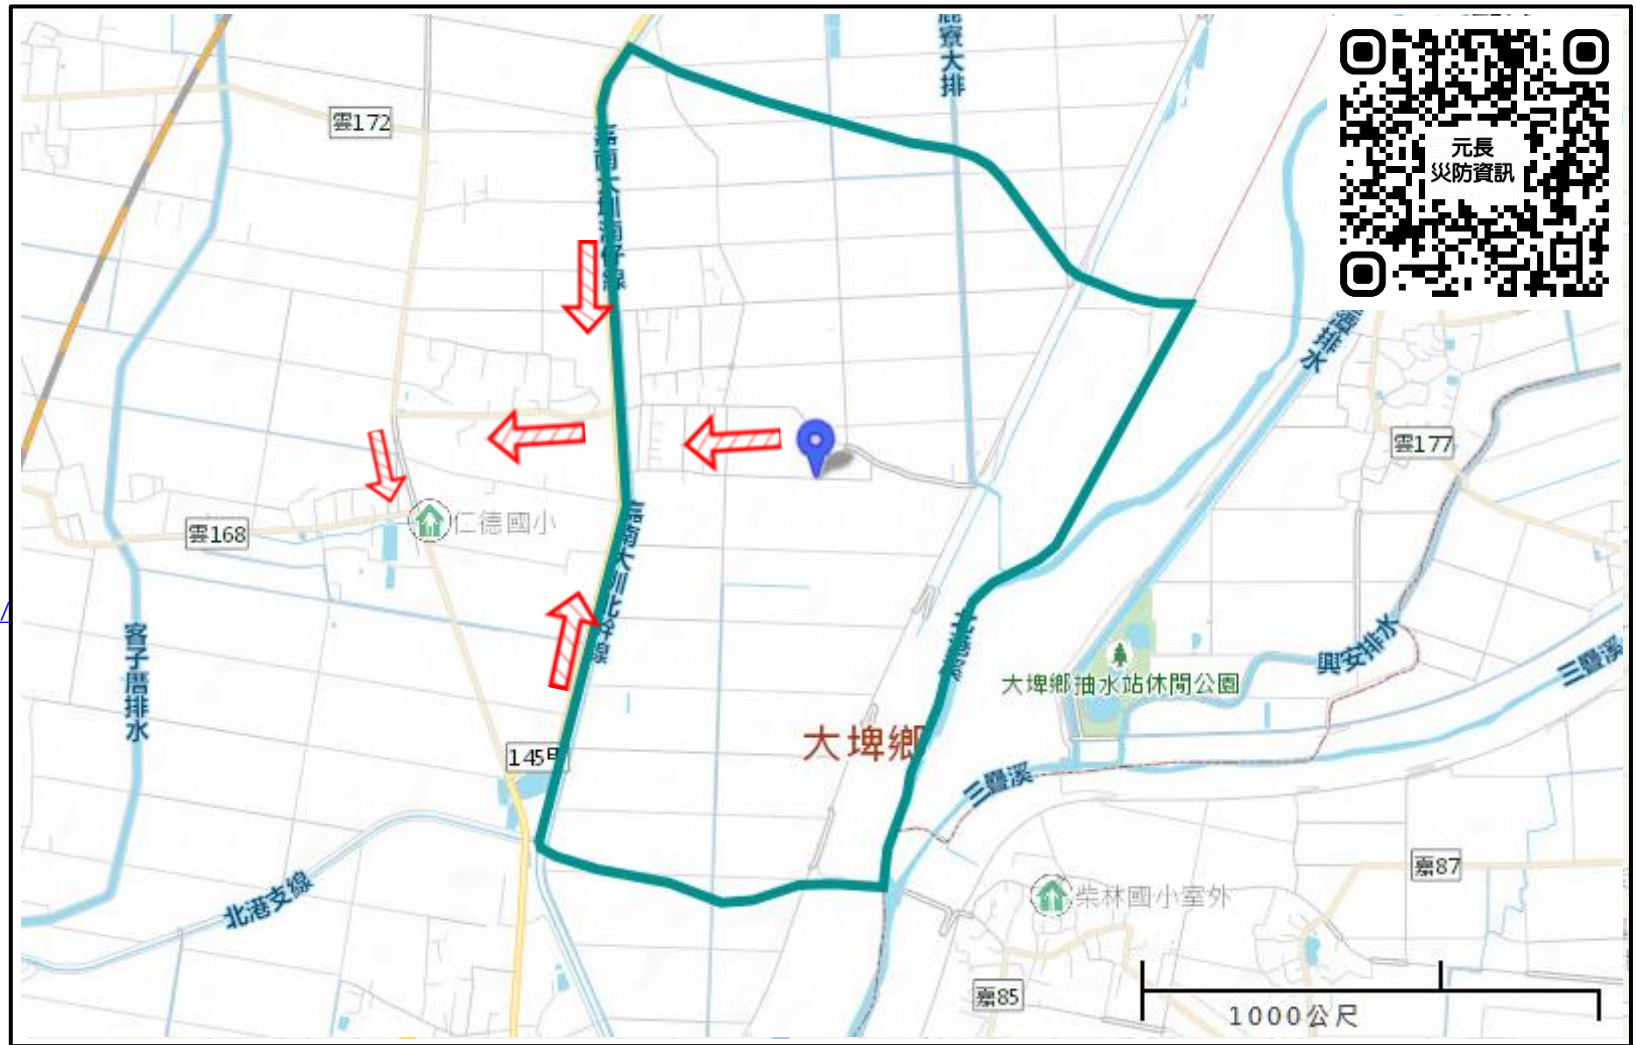 寮大排
雲172
元長
災防資訊
嘉南大圳
排水
雲177
仁德國小
雲168
客子厝排水
大埤鄉抽水站休閒公園
興安排水
三疊溪
145甲
大埤鄉
三疊溪
北港支線
柴林國小室外
嘉87
嘉85
1000公尺